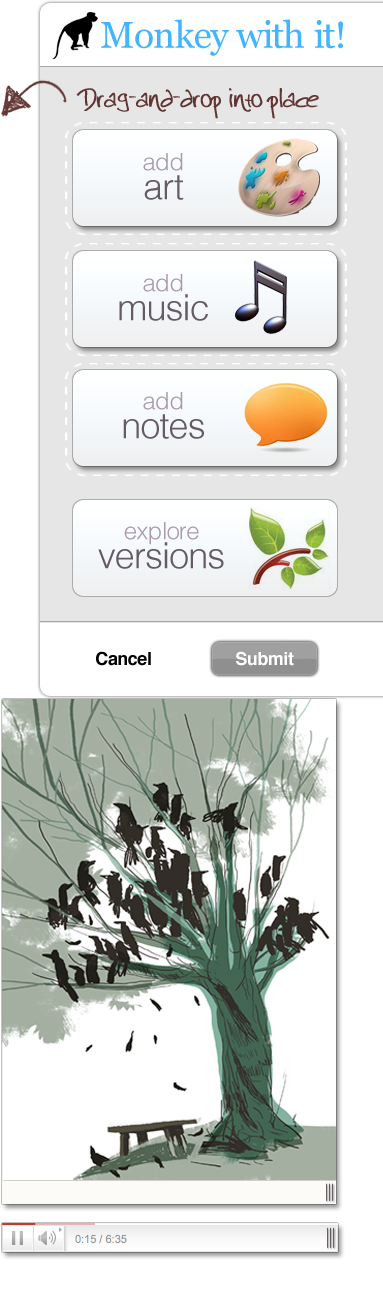 Monkey with it!
Drag-and-drop into place
add
art
add
music
add
notes
explore
versions
Cancel
Submit
0:15 / 6:35